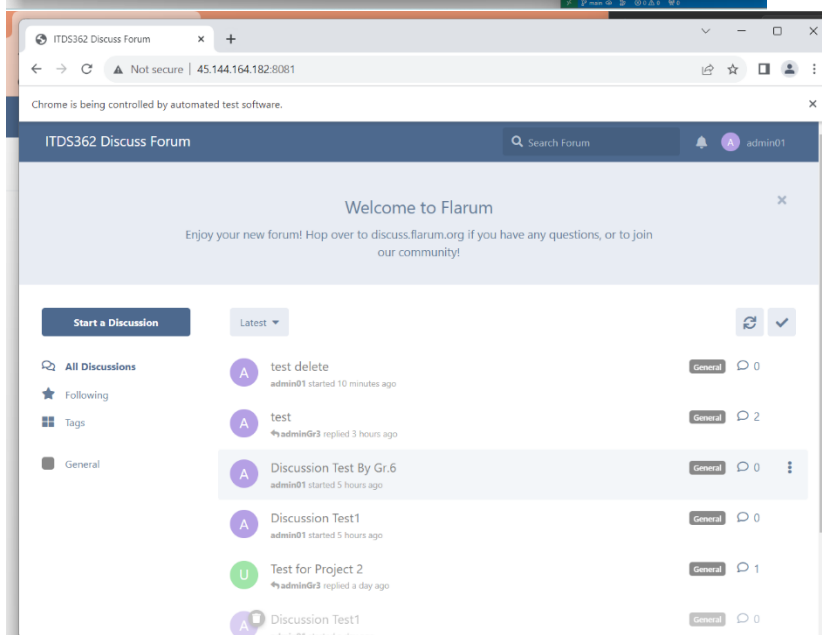 main
ITDS362 Discuss Forum
Not secure | 45.144.164.182:8081
Chrome is being controlled by automated test software.
ITDS362 Discuss Forum
Search Forum
A admin01
Welcome to Flarum
Enjoy your new forum! Hop over to discuss.flarum.org if you have any questions, or to join
our community!
Start a Discussion
Latest
All Discussions
Following
Tags
General
A test delete General 0
admin01 started 10 minutes ago
A test General 2
adminGr3 replied 3 hours ago
A Discussion Test By Gr.6 General 0
admin01 started 5 hours ago
A Discussion Test1 General 0
admin01 started 5 hours ago
U Test for Project 2 General 1
adminGr3 replied a day ago
A Discussion Test1 General 0